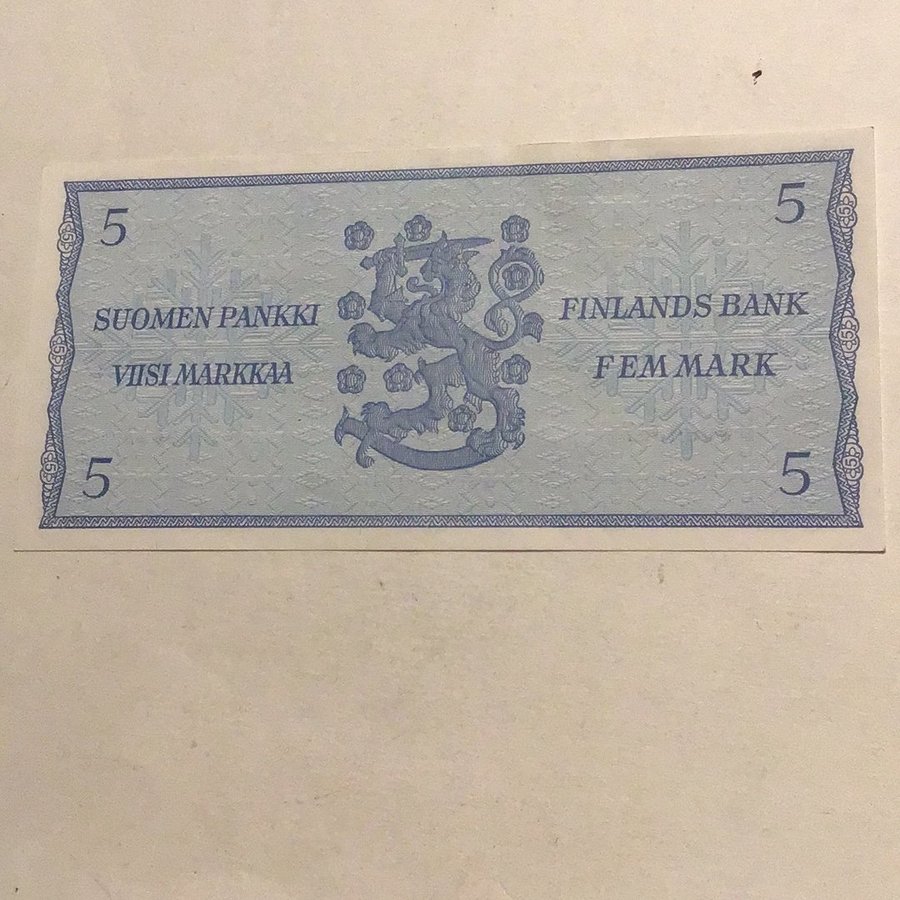 5
5
SUOMEN PANKKI
VIISI MARKKAA
FINLANDS BANK
FEM MARK
5
5